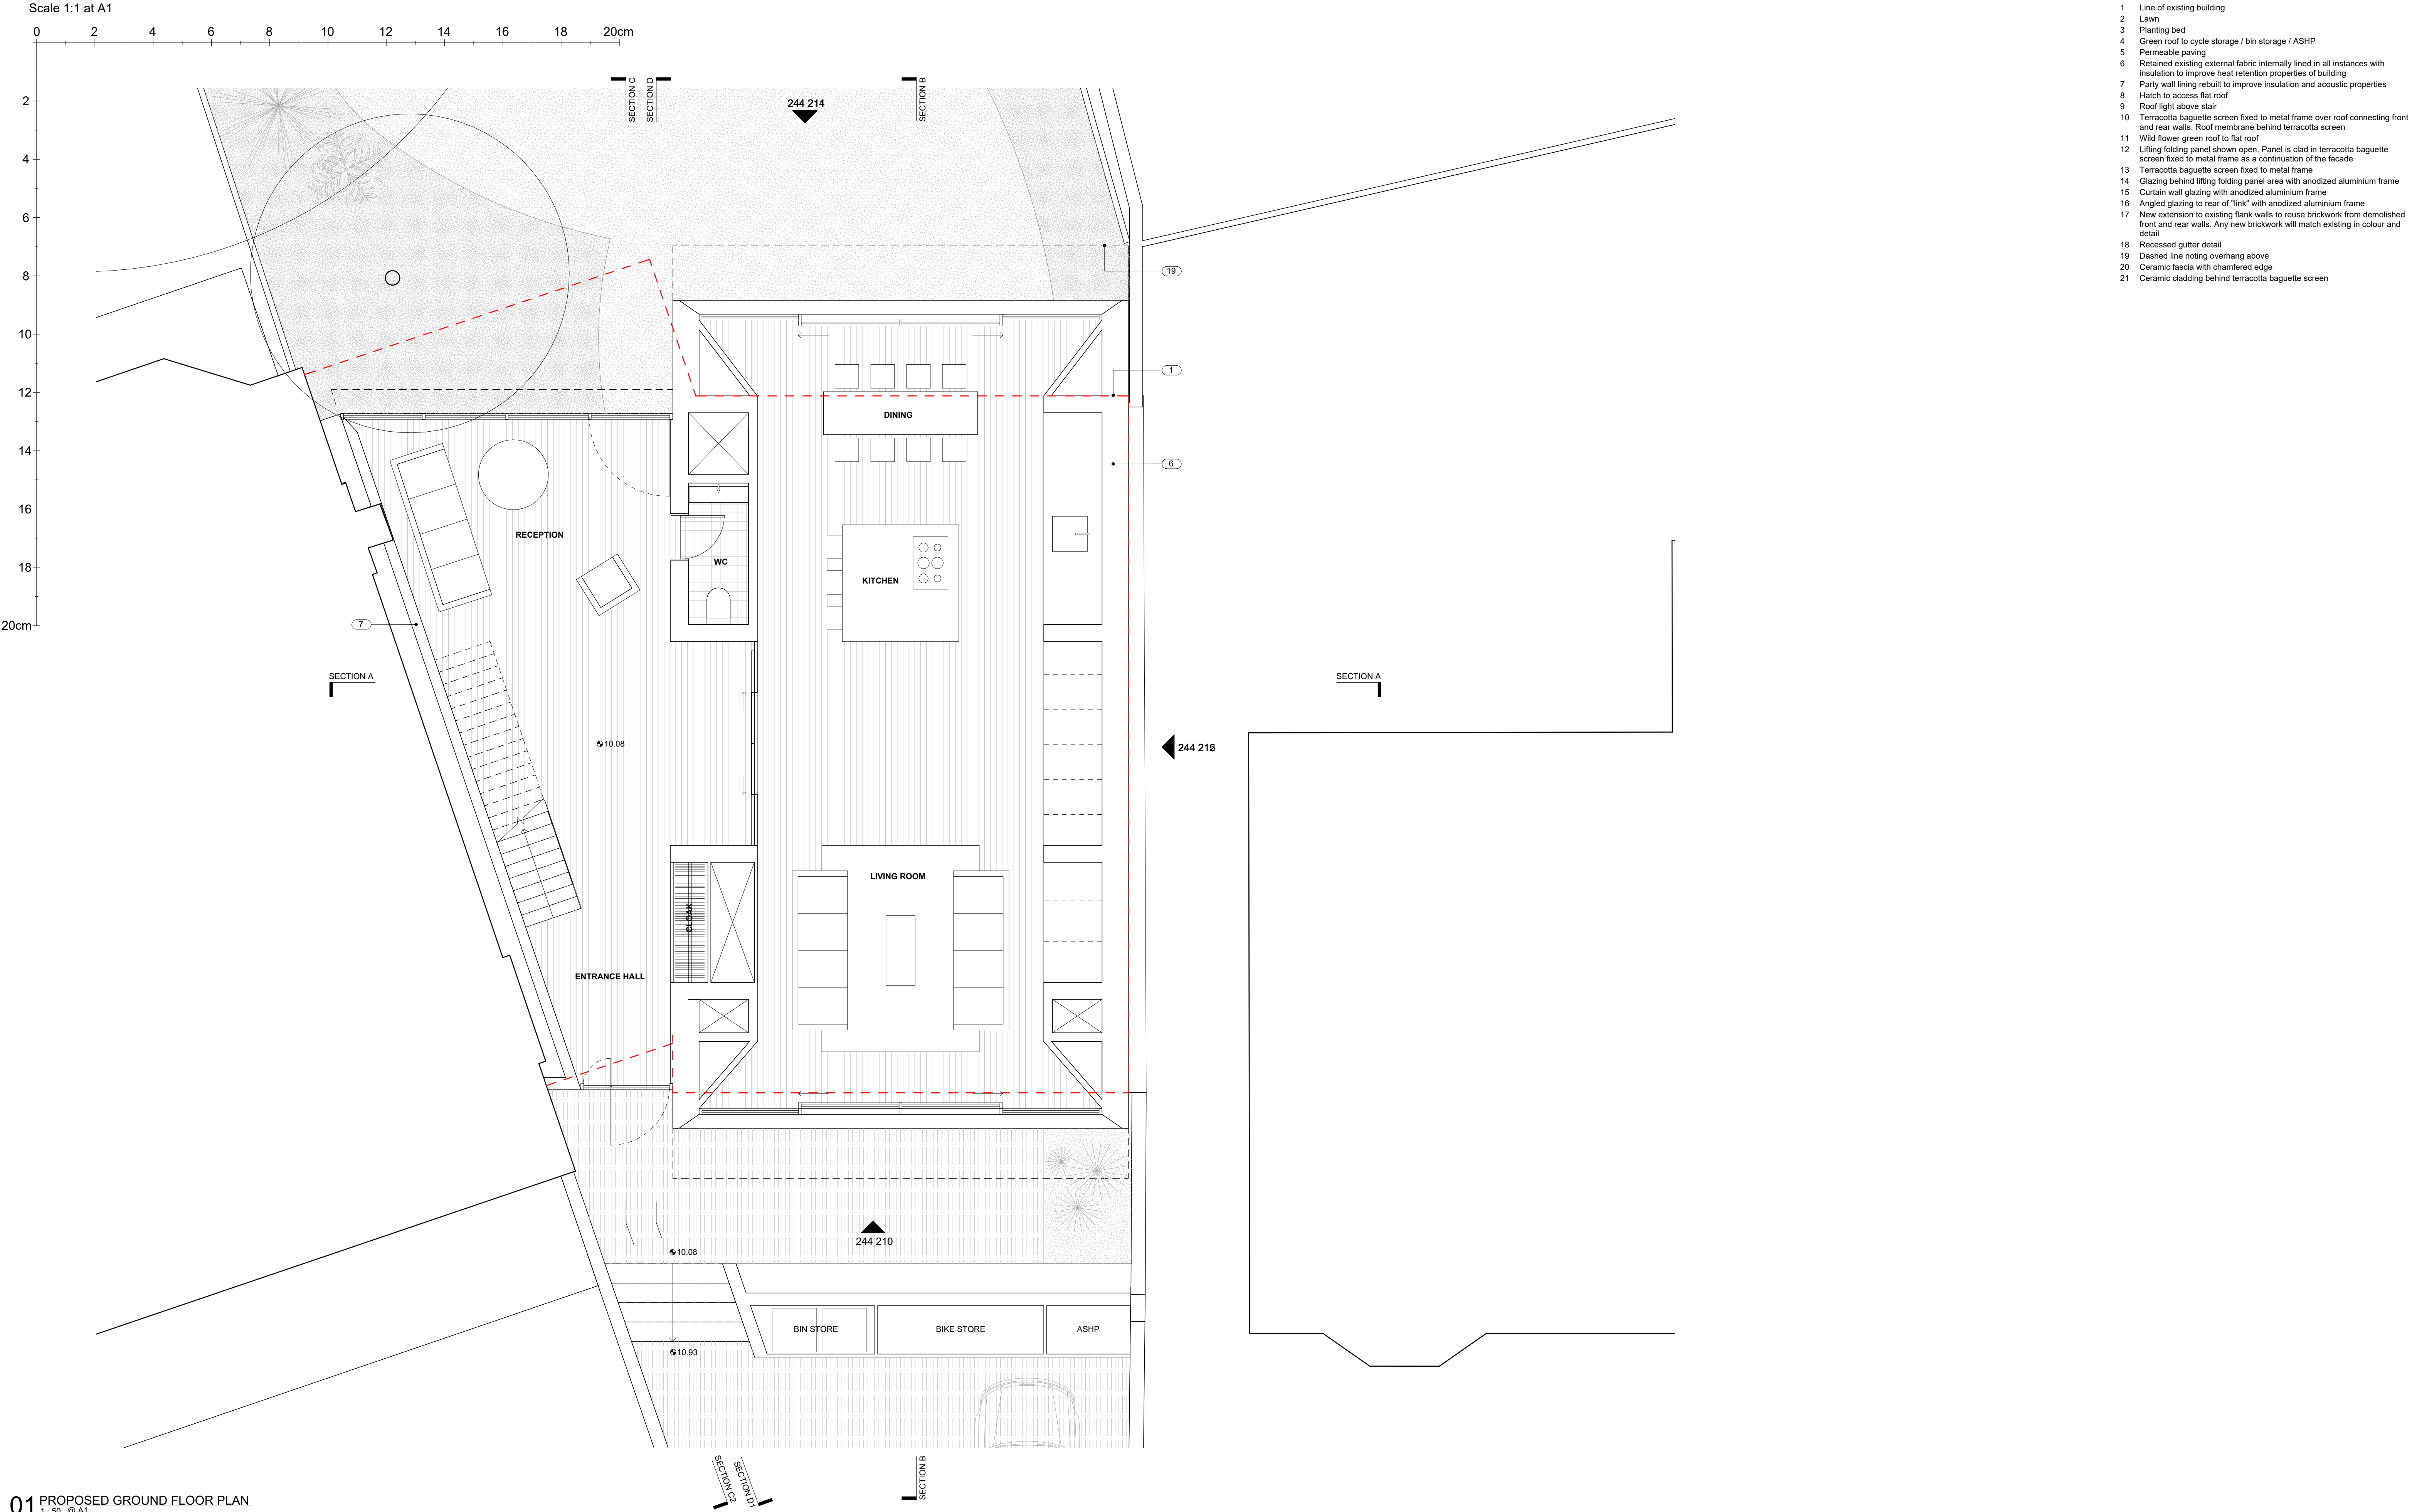 Scale 1:1 at A1
0 2 4 6 8 10 12 14 16 18 20cm
2
4
6
8
10
12
14
16
18
20cm
SECTION C
SECTION D
SECTION B
244 214
19
1
DINING
6
RECEPTION
WC
KITCHEN
7
SECTION A
SECTION A
10.08
LIVING ROOM
CLOAK
ENTRANCE HALL
10.08
244 210
BIN STORE
BIKE STORE
ASHP
10.93
SECTION C2
SECTION D1
SECTION B
01 PROPOSED GROUND FLOOR PLAN
1 : 50 @ A1
1 Line of existing building
2 Lawn
3 Planting bed
4 Green roof to cycle storage / bin storage / ASHP
5 Permeable paving
6 Retained existing external fabric internally lined in all instances with
insulation to improve heat retention properties of building
7 Party wall lining rebuilt to improve insulation and acoustic properties
8 Hatch to access flat roof
9 Roof light above stair
10 Terracotta baguette screen fixed to metal frame over roof connecting front
and rear walls. Roof membrane behind terracotta screen
11 Wild flower green roof to flat roof
12 Lifting folding panel shown open. Panel is clad in terracotta baguette
screen fixed to metal frame as a continuation of the facade
13 Terracotta baguette screen fixed to metal frame
14 Glazing behind lifting folding panel area with anodized aluminium frame
15 Curtain wall glazing with anodized aluminium frame
16 Angled glazing to rear of "link" with anodized aluminium frame
17 New extension to existing flank walls to reuse brickwork from demolished
front and rear walls. Any new brickwork will match existing in colour and
detail
18 Recessed gutter detail
19 Dashed line noting overhang above
20 Ceramic fascia with chamfered edge
21 Ceramic cladding behind terracotta baguette screen